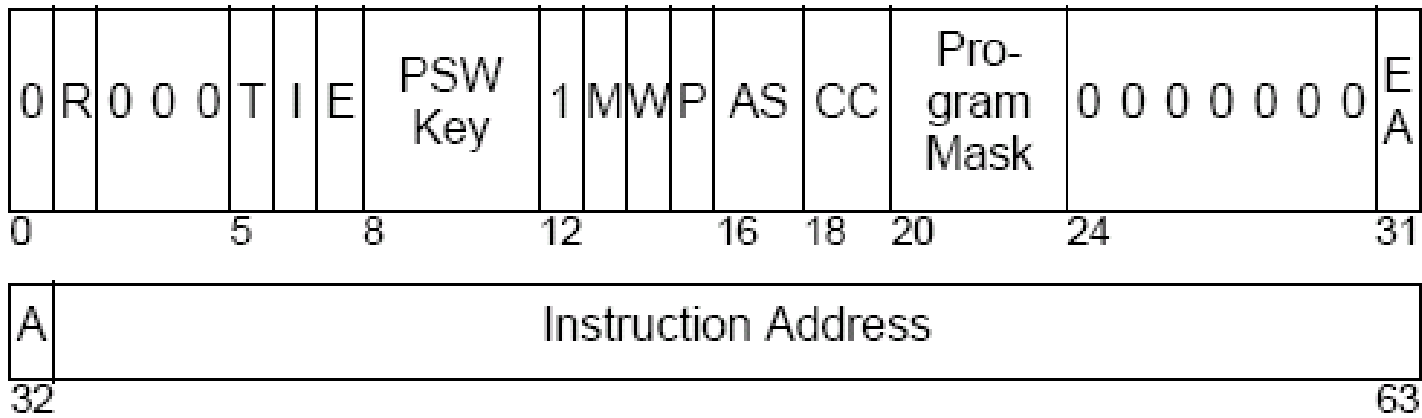 0 R 0 0 0 T I E PSW Key 1 M W P AS CC Pro-gram Mask 0 0 0 0 0 0 0 EA
0 5 8 12 16 18 20 24 31
A Instruction Address
32 63